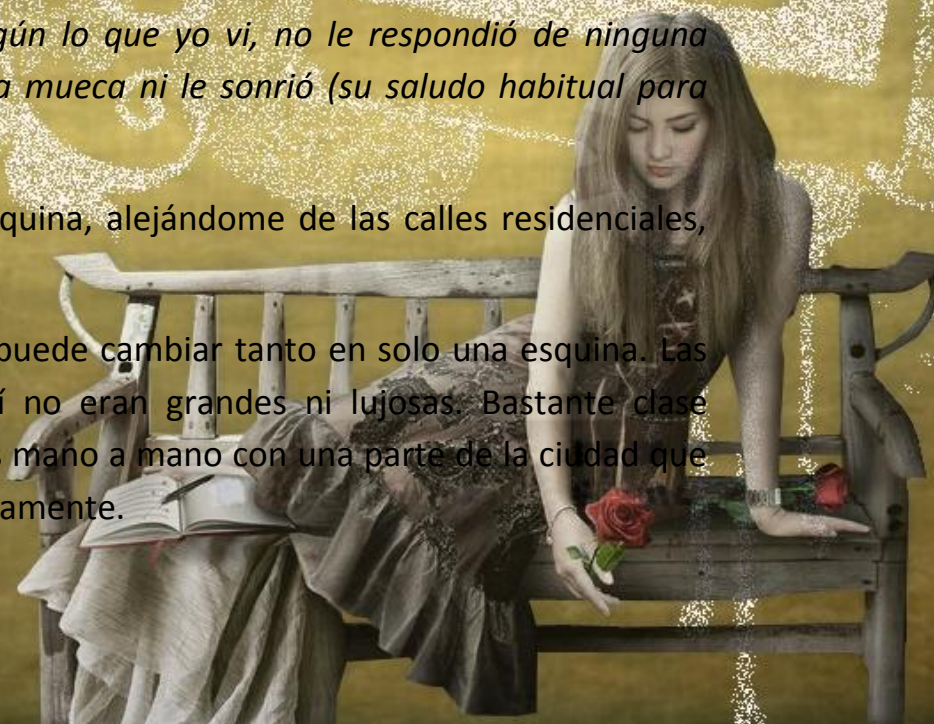 gún lo que yo vi, no le respondió de ninguna
a mueca ni le sonrió (su saludo habitual para
quina, alejándome de las calles residenciales,
puede cambiar tanto en solo una esquina. Las
í no eran grandes ni lujosas. Bastante clase
s mano a mano con una parte de la ciudad que
amente.